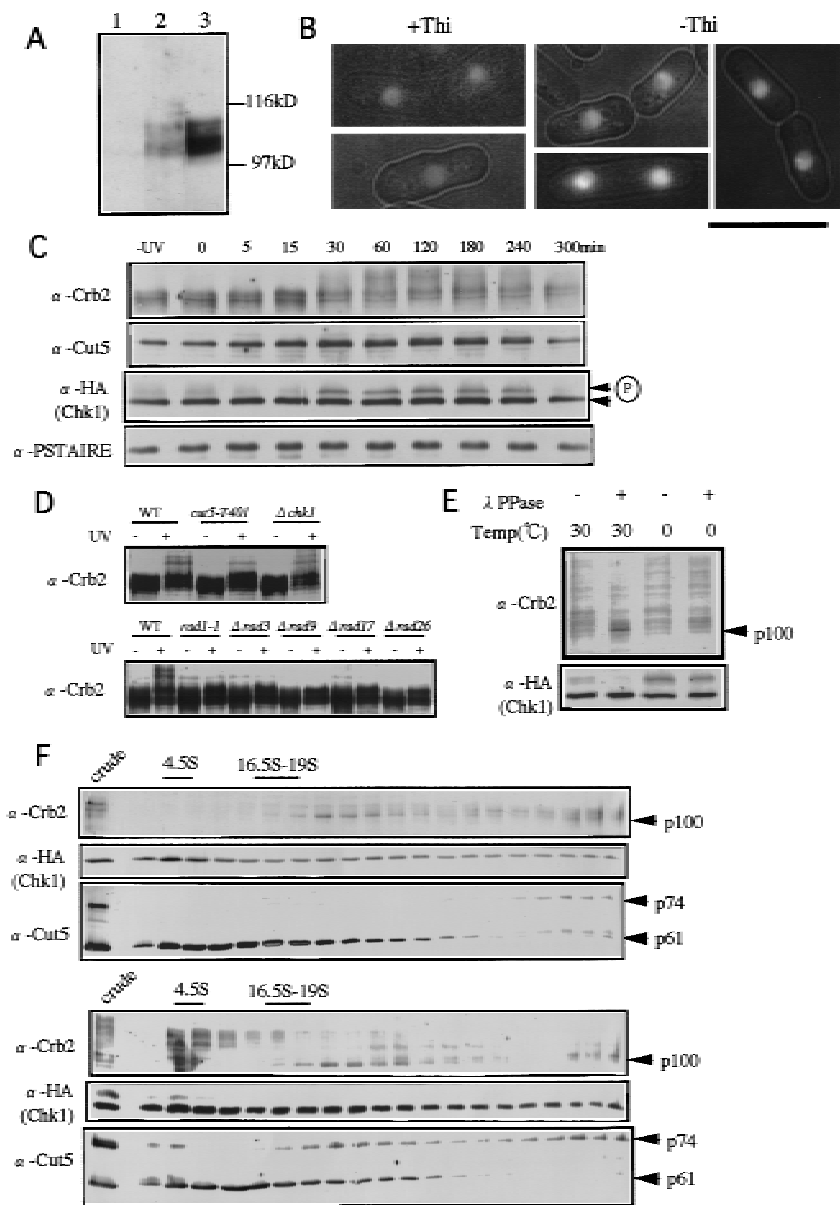 A
1 2 3
116kD
97kD
B
+Thi
-Thi
C
-UV 0 5 15 30 60 120 180 240 300min
α-Crb2
α-Cut5
α-HA
(Chk1)
P
α-PSTAIRE
D
WT cut5-T401 Δchk1
UV - + - + - +
α-Crb2
WT rad1-1 Δrad3 Δrad9 Δrad17 Δrad26
UV - + - + - + - + - + - +
α-Crb2
E
λ PPase - + - +
Temp(℃) 30 30 0 0
α-Crb2
p100
α-HA
(Chk1)
F
crude
4.5S
16.5S-19S
α-Crb2
p100
α-HA
(Chk1)
p74
α-Cut5
p61
crude
4.5S
16.5S-19S
α-Crb2
p100
α-HA
(Chk1)
p74
α-Cut5
p61